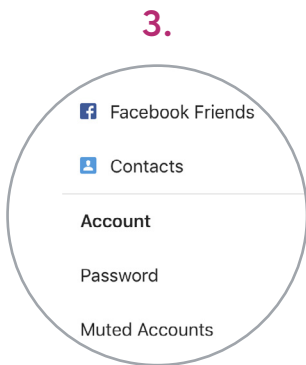 3.
Facebook Friends
Contacts
Account
Password
Muted Accounts